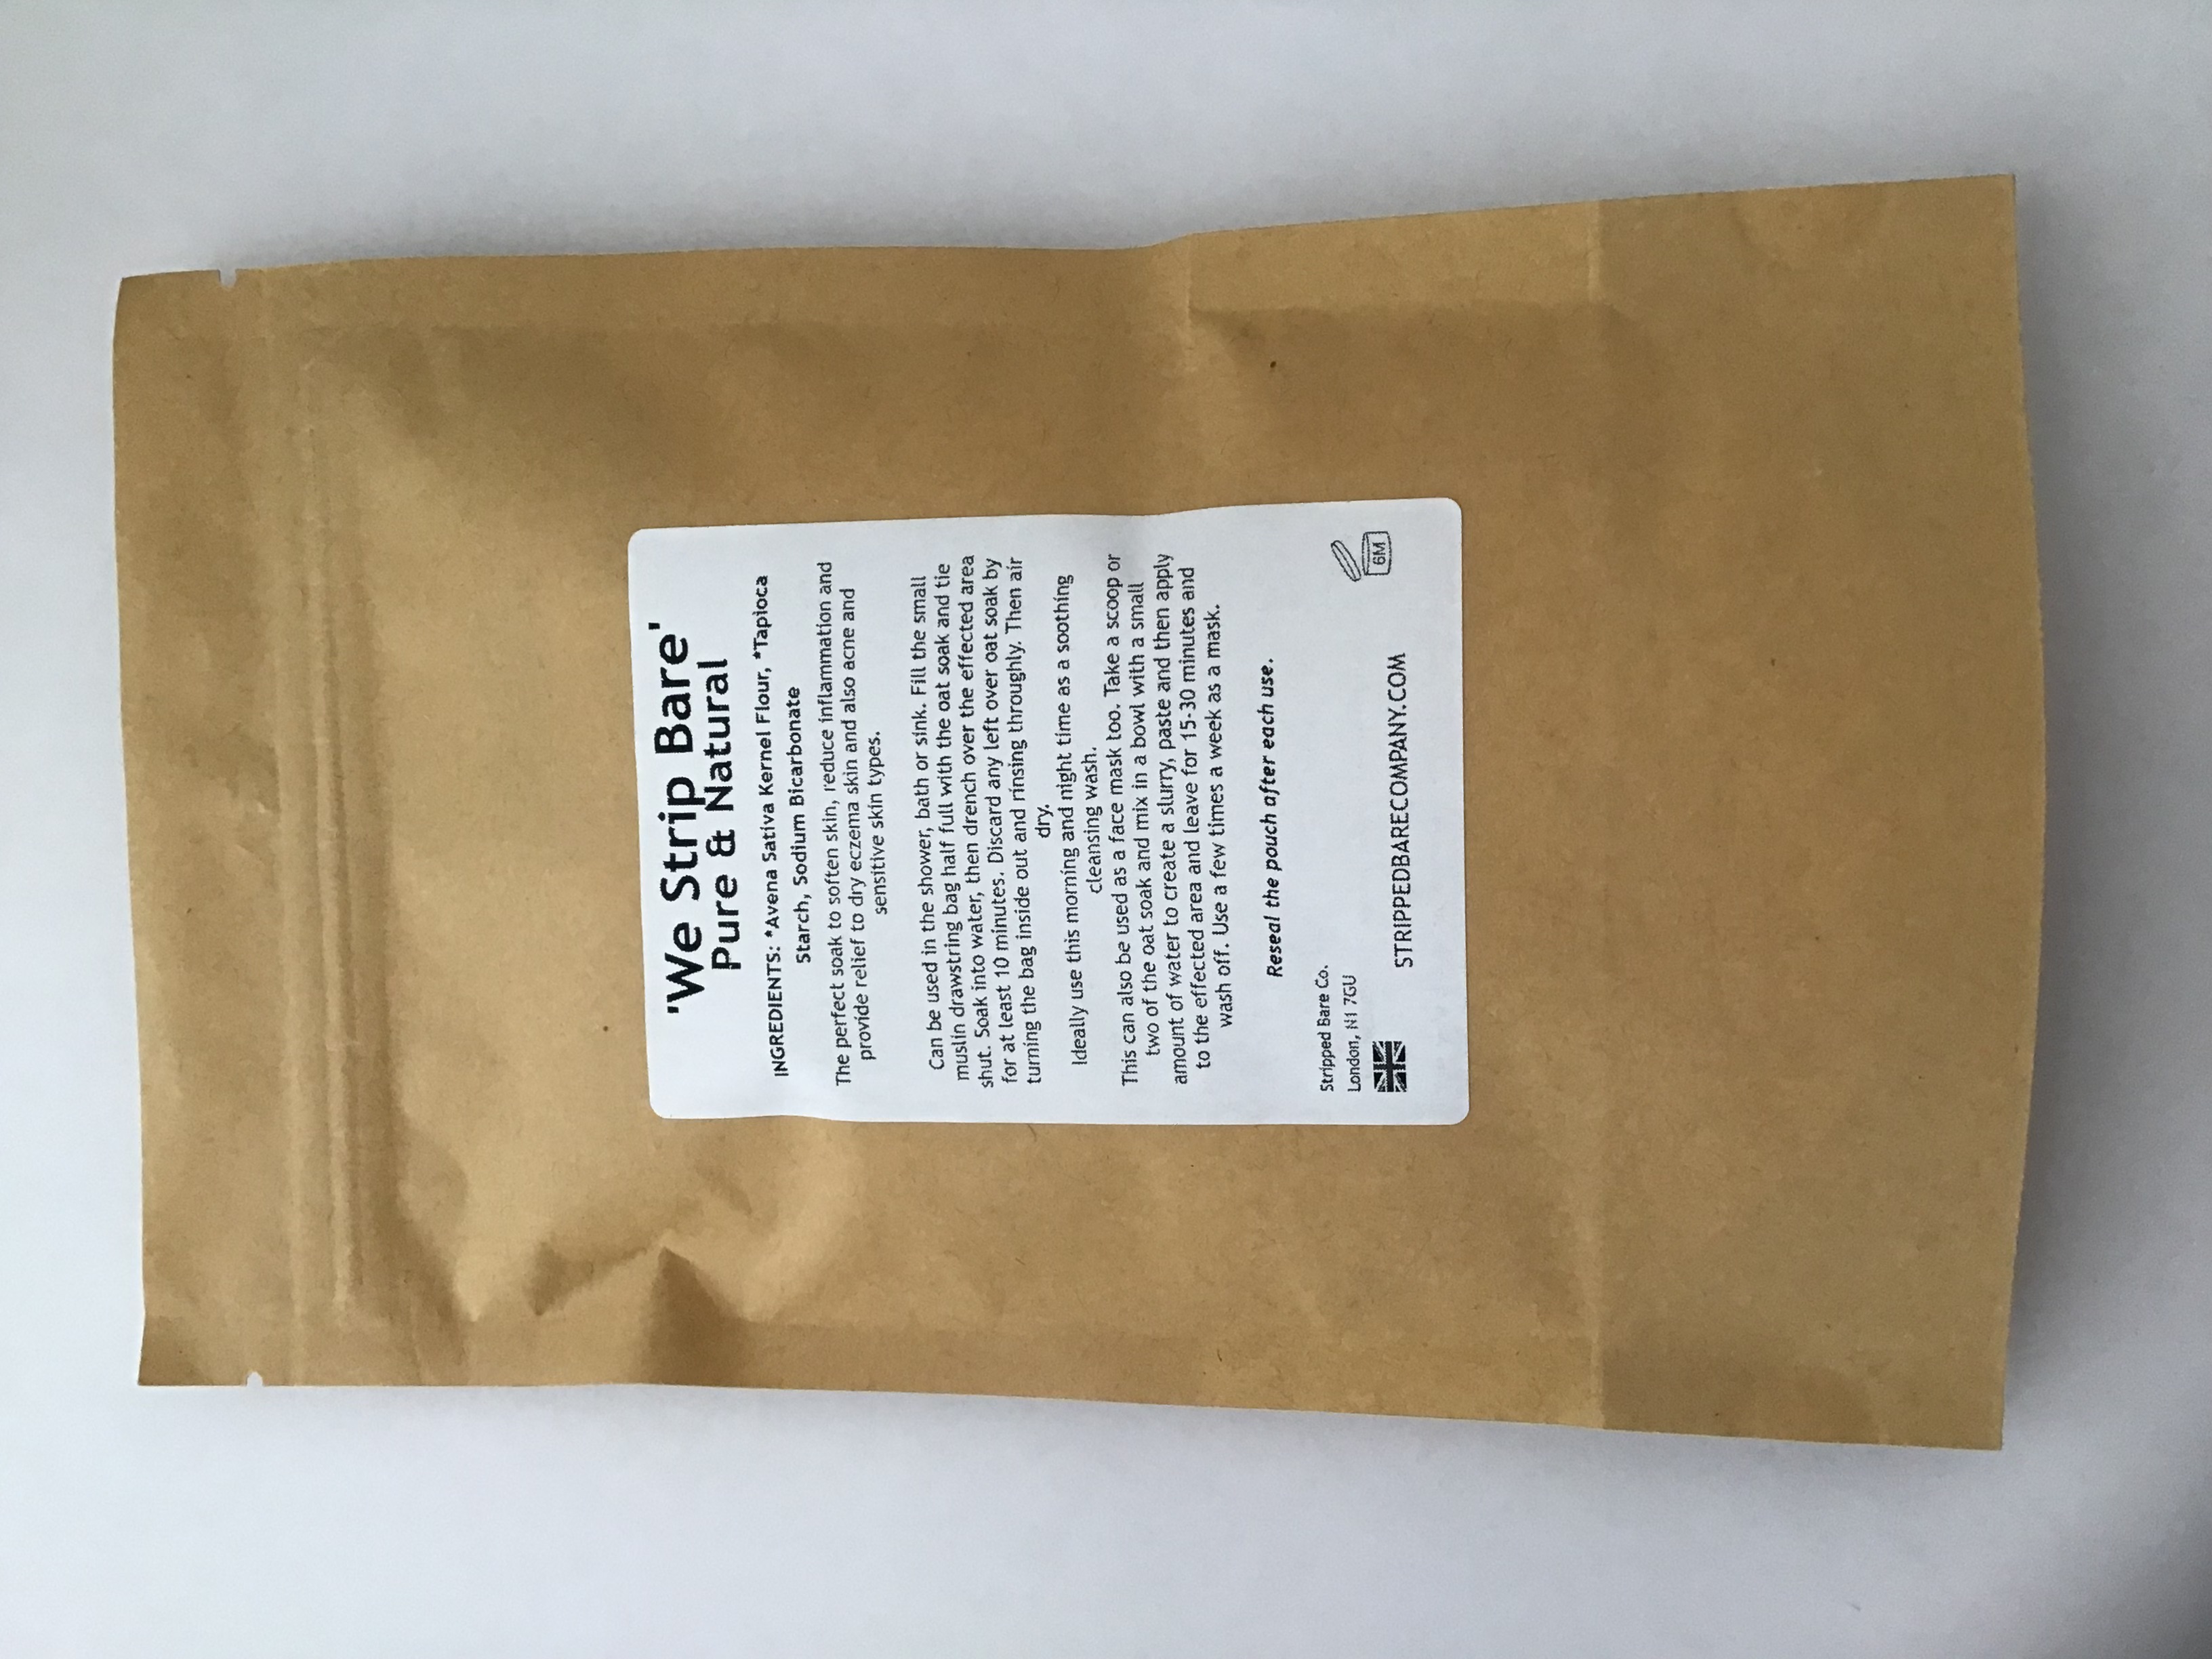 'We Strip Bare'
Pure & Natural
INGREDIENTS: *Avena Sativa Kernel Flour, *Tapioca
Starch, Sodium Bicarbonate
The perfect soak to soften skin, reduce inflammation and
provide relief to dry eczema skin and also acne and
sensitive skin types.
Can be used in the shower, bath or sink. Fill the small
muslin drawstring bag half full with the oat soak and tie
shut. Soak into water, then drench over the effected area
for at least 10 minutes. Discard any left over oat soak by
turning the bag inside out and rinsing throughly. Then air
dry.
Ideally use this morning and night time as a soothing
cleansing wash.
This can also be used as a face mask too. Take a scoop or
two of the oat soak and mix in a bowl with a small
amount of water to create a slurry, paste and then apply
to the effected area and leave for 15-30 minutes and
wash off. Use a few times a week as a mask.
Reseal the pouch after each use.
Stripped Bare Co.
London, N1 7GU
6M
STRIPPEDBARECOMPANY.COM